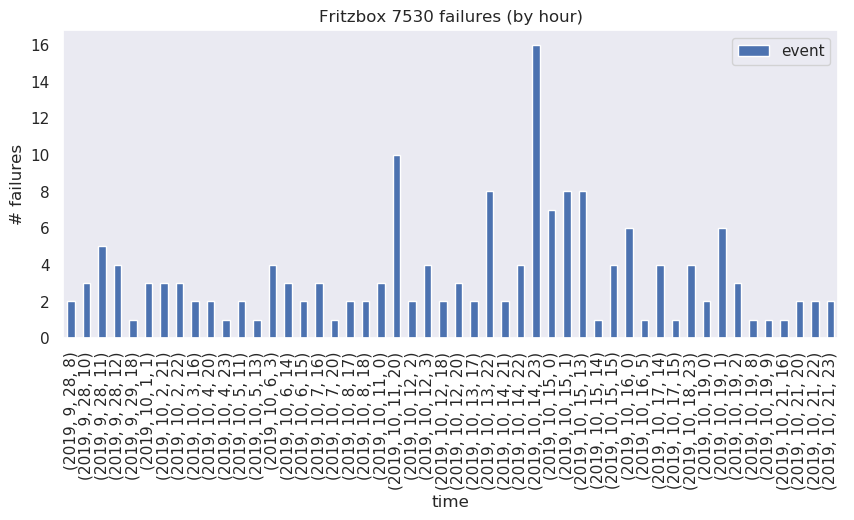 Fritzbox 7530 failures (by hour)
event
# failures
16
14
12
10
8
6
4
2
0
(2019, 9, 28, 8)
(2019, 9, 28, 10)
(2019, 9, 28, 11)
(2019, 9, 28, 12)
(2019, 9, 29, 18)
(2019, 10, 1, 1)
(2019, 10, 2, 21)
(2019, 10, 2, 22)
(2019, 10, 3, 16)
(2019, 10, 4, 20)
(2019, 10, 4, 23)
(2019, 10, 5, 11)
(2019, 10, 5, 13)
(2019, 10, 6, 3)
(2019, 10, 6, 14)
(2019, 10, 6, 15)
(2019, 10, 7, 16)
(2019, 10, 7, 20)
(2019, 10, 8, 17)
(2019, 10, 8, 18)
(2019, 10, 11, 0)
(2019, 10, 11, 20)
(2019, 10, 12, 2)
(2019, 10, 12, 3)
(2019, 10, 12, 18)
(2019, 10, 12, 20)
(2019, 10, 13, 17)
(2019, 10, 13, 22)
(2019, 10, 14, 21)
(2019, 10, 14, 22)
(2019, 10, 14, 23)
(2019, 10, 15, 0)
(2019, 10, 15, 1)
(2019, 10, 15, 13)
(2019, 10, 15, 14)
(2019, 10, 15, 15)
(2019, 10, 16, 0)
(2019, 10, 16, 5)
(2019, 10, 17, 14)
(2019, 10, 17, 15)
(2019, 10, 18, 23)
(2019, 10, 19, 0)
(2019, 10, 19, 1)
(2019, 10, 19, 2)
(2019, 10, 19, 8)
(2019, 10, 19, 9)
(2019, 10, 21, 16)
(2019, 10, 21, 20)
(2019, 10, 21, 22)
(2019, 10, 21, 23)
time